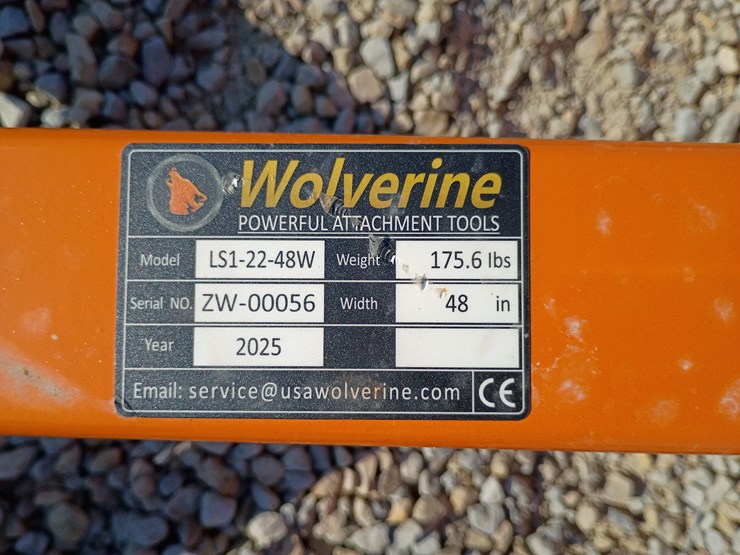 Wolverine
POWERFUL ATTACHMENT TOOLS
Model LS1-22-48W Weight 175.6 lbs
Serial NO. ZW-00056 Width 48 in
Year 2025
Email: service@usawolverine.com CE